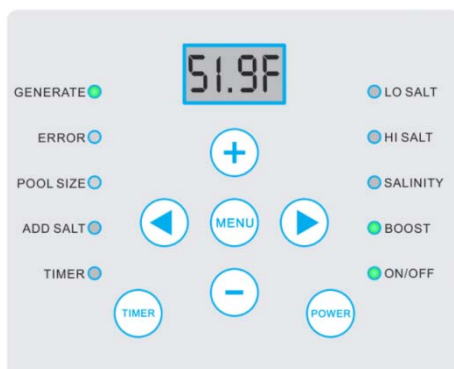 51.9F
GENERATE
LO SALT
ERROR
HI SALT
POOL SIZE
SALINITY
ADD SALT
MENU
BOOST
TIMER
ON/OFF
TIMER
POWER